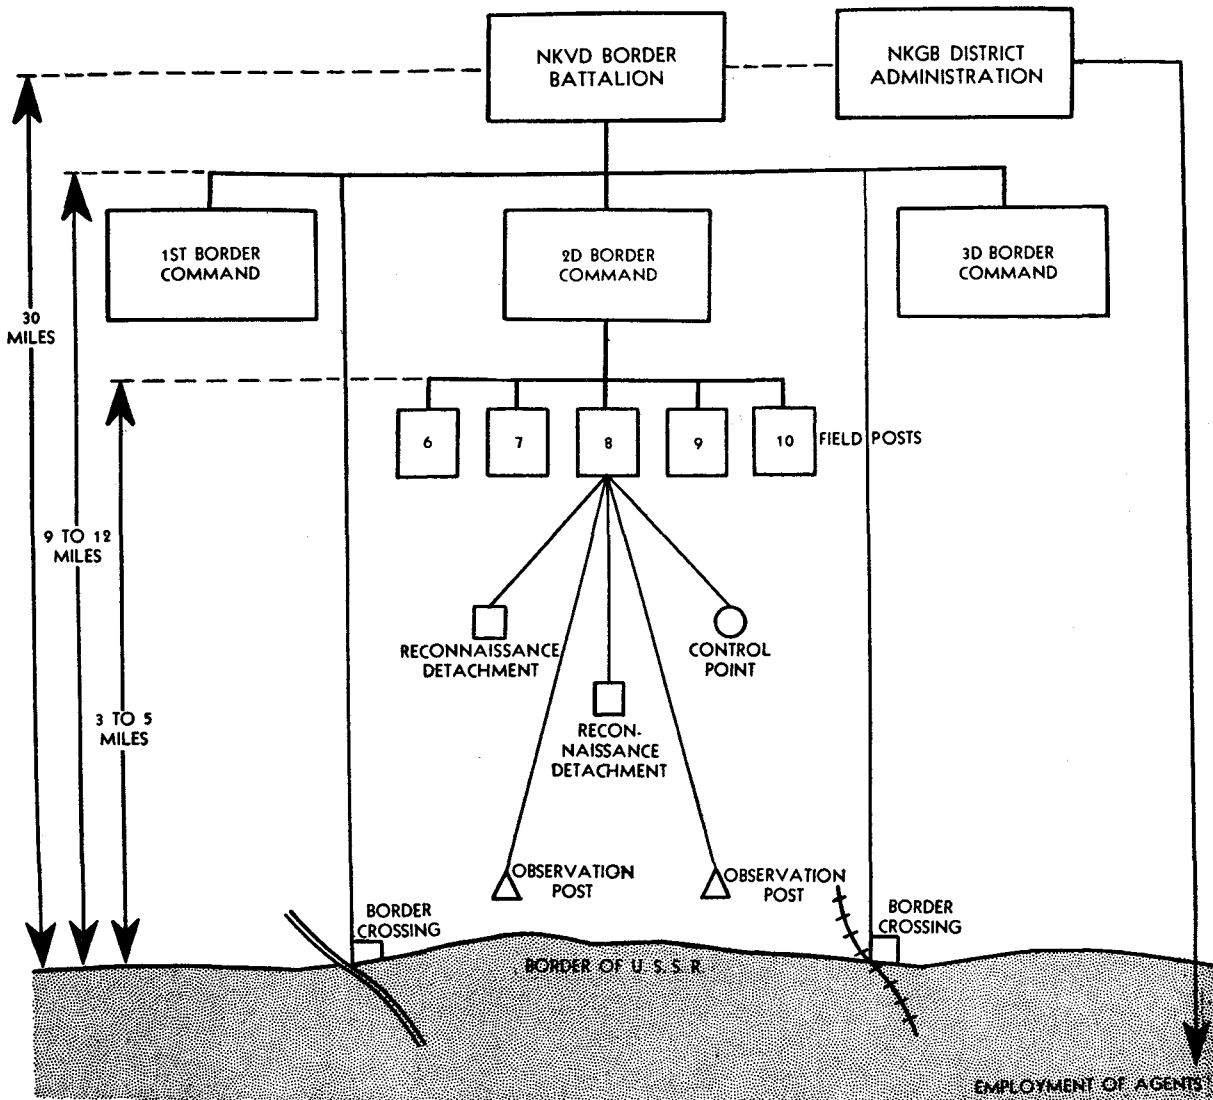 NKVD BORDER
BATTALION
NKGB DISTRICT
ADMINISTRATION
1ST BORDER
COMMAND
2D BORDER
COMMAND
3D BORDER
COMMAND
30
MILES
6
7
8
9
10
FIELD POSTS
9 TO 12
MILES
RECONNAISSANCE
DETACHMENT
CONTROL
POINT
3 TO 5
MILES
RECON-
NAISSANCE
DETACHMENT
OBSERVATION
POST
OBSERVATION
POST
BORDER
CROSSING
BORDER
CROSSING
BORDER OF U.S.S.R.
EMPLOYMENT OF AGENTS